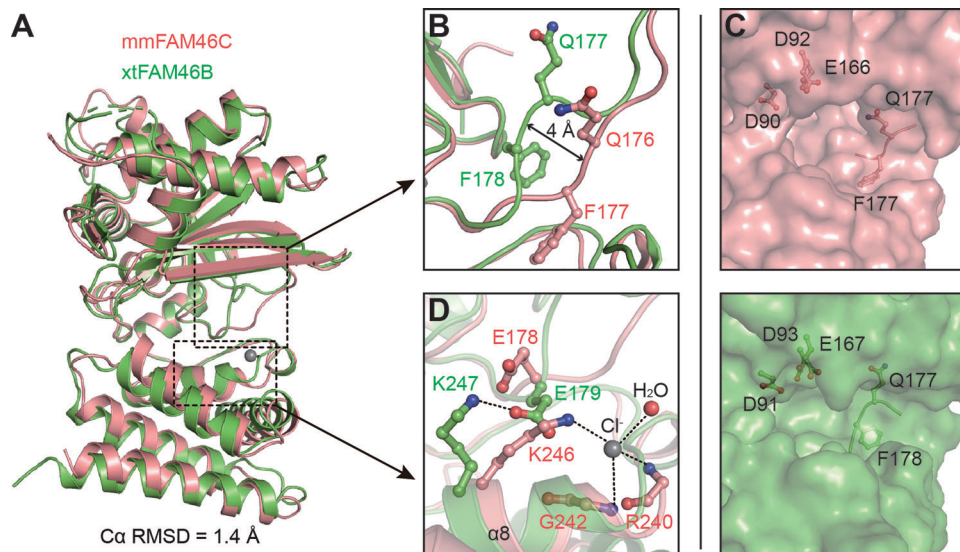 A
mmFAM46C
xtFAM46B
Cα RMSD = 1.4 Å
B
Q177
4 Å
Q176
F178
F177
C
D92
E166
D90
Q177
F177
D
E178
K247
E179
H₂O
Cl⁻
K246
G242
R240
α8
D93
E167
D91
Q177
F178